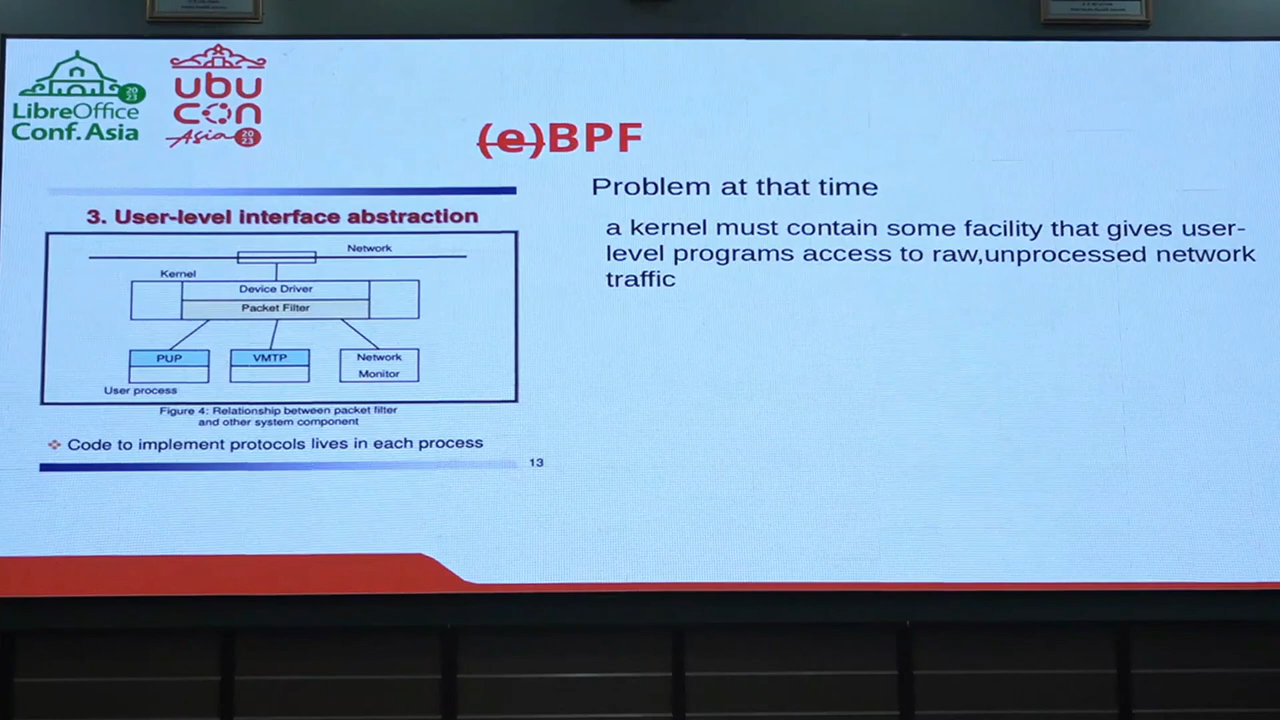 LibreOffice
Conf.Asia
2023
ubu
con
Asia
2023
(e)BPF
3. User-level interface abstraction
Network
Kernel
Device Driver
Packet Filter
PUP
VMTP
Network
Monitor
User process
Figure 4: Relationship between packet filter
and other system component
❖ Code to implement protocols lives in each process
13
Problem at that time
a kernel must contain some facility that gives user-
level programs access to raw,unprocessed network
traffic